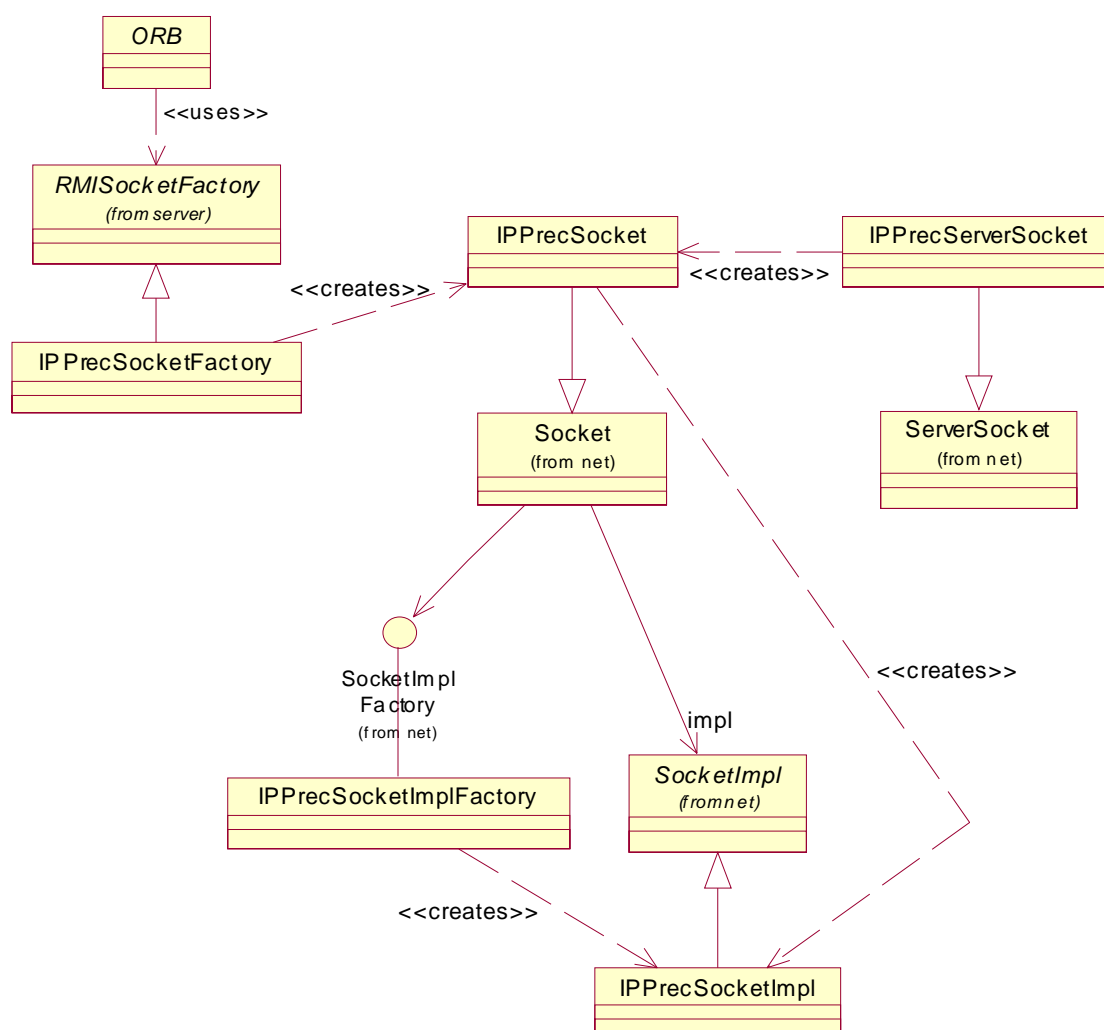 ORB
<<uses>>
RMISocketFactory
(from server)
IPPrecSocket
IPPrecServerSocket
<<creates>>
<<creates>>
IPPrecSocketFactory
Socket
(from net)
ServerSocket
(from net)
SocketImpl
Factory
(from net)
<<creates>>
impl
SocketImpl
(from net)
IPPrecSocketImplFactory
<<creates>>
IPPrecSocketImpl